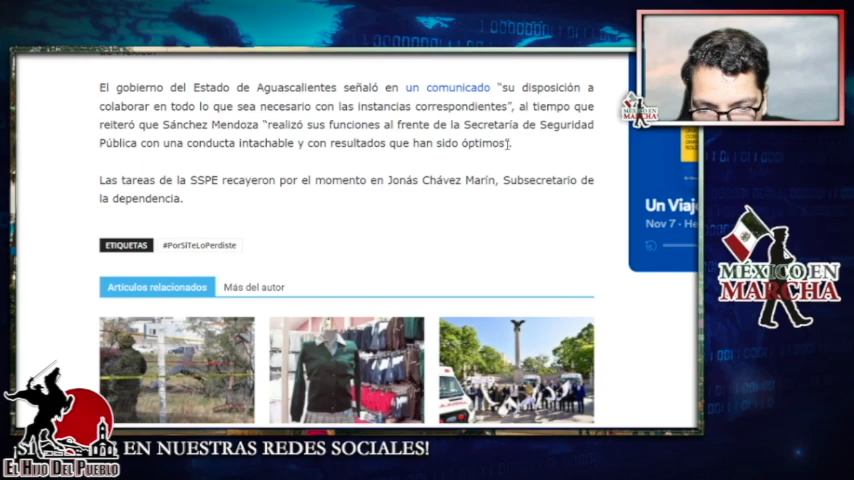 El gobierno del Estado de Aguascalientes señaló en un comunicado “su disposición a
colaborar en todo lo que sea necesario con las instancias correspondientes”, al tiempo que
reiteró que Sánchez Mendoza “realizó sus funciones al frente de la Secretaría de Seguridad
Pública con una conducta intachable y con resultados que han sido óptimos”.
Las tareas de la SSPE recayeron por el momento en Jonás Chávez Marín, Subsecretario de
la dependencia.
ETIQUETAS #PorSiTeLoPerdiste
Artículos relacionados Más del autor
MÉXICO EN
MARCHA
Un Viaj
Nov 7 - He
MÉXICO EN
MARCHA
EN NUESTRAS REDES SOCIALES!
EL HIJO DEL PUEBLO